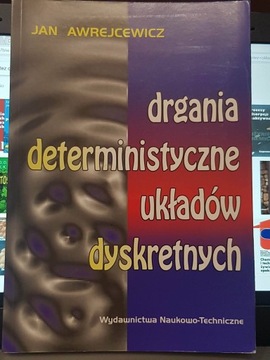 JAN AWREJCEWICZ
drgania
deterministyczne
układów
dyskretnych
Wydawnictwa Naukowo-Techniczne